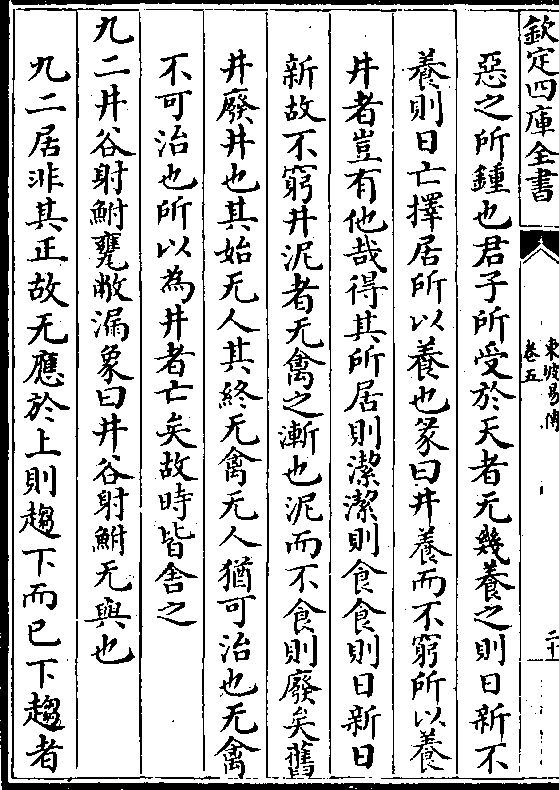 欽定四庫全書
東坡易傳
卷五
二十
惡之所鍾也君子所受於天者无幾養之則日新不
養則日亡擇居所以養也彖曰井養而不窮所以養
井者豈有他哉得其所居則潔潔則食食則日新日
新故不窮井泥者无禽之漸也泥而不食則廢矣舊
井廢井也其始无人其終无禽无人猶可治也无禽
不可治也所以為井者亡矣故時皆舍之
九二井谷射鮒甕敝漏象曰井谷射鮒无與也
九二居非其正故无應於上則趨下而已下趨者